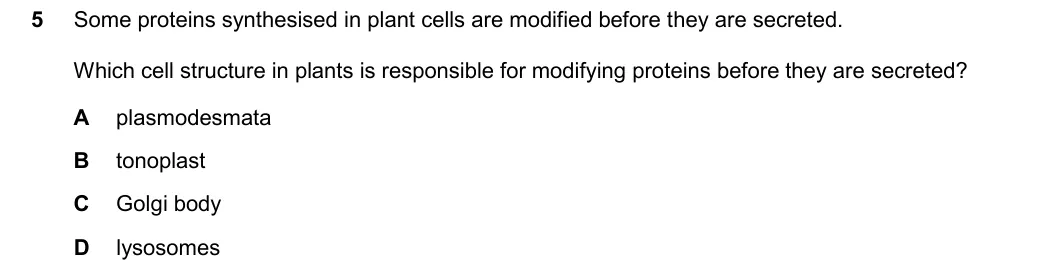 5 Some proteins synthesised in plant cells are modified before they are secreted.
Which cell structure in plants is responsible for modifying proteins before they are secreted?
A plasmodesmata
B tonoplast
C Golgi body
D lysosomes